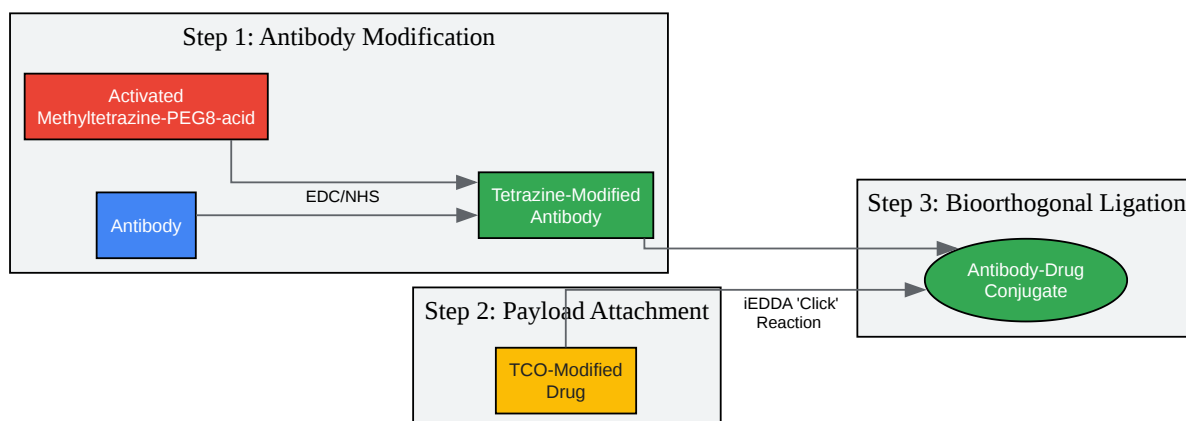 Step 1: Antibody Modification
Activated
Methyltetrazine-PEG8-acid
EDC/NHS
Antibody
Tetrazine-Modified
Antibody
Step 2: Payload Attachment
TCO-Modified
Drug
iEDDA 'Click'
Reaction
Step 3: Bioorthogonal Ligation
Antibody-Drug
Conjugate